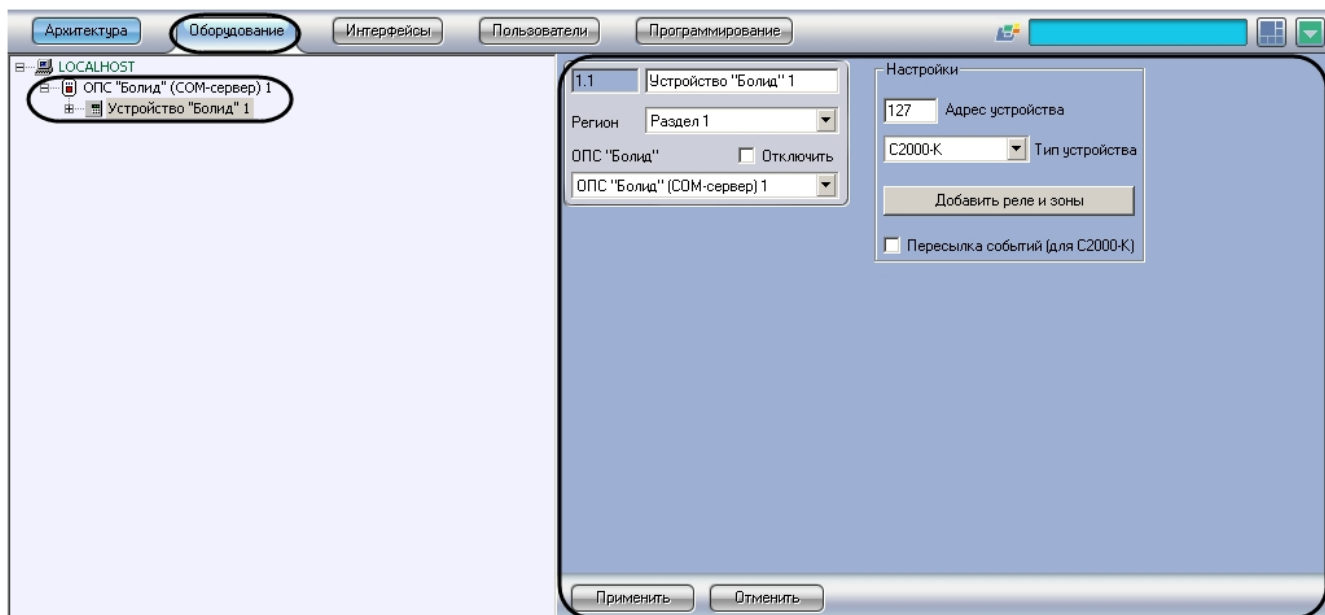 Архитектура Оборудование Интерфейсы Пользователи Программирование
LOCALHOST
ОПС "Болид" (COM-сервер) 1
Устройство "Болид" 1
1.1 Устройство "Болид" 1
Регион Раздел 1
ОПС "Болид" Отключить
ОПС "Болид" (COM-сервер) 1
Настройки
127 Адрес устройства
С2000-К Тип устройства
Добавить реле и зоны
Пересылка событий (для С2000-К)
Применить Отменить